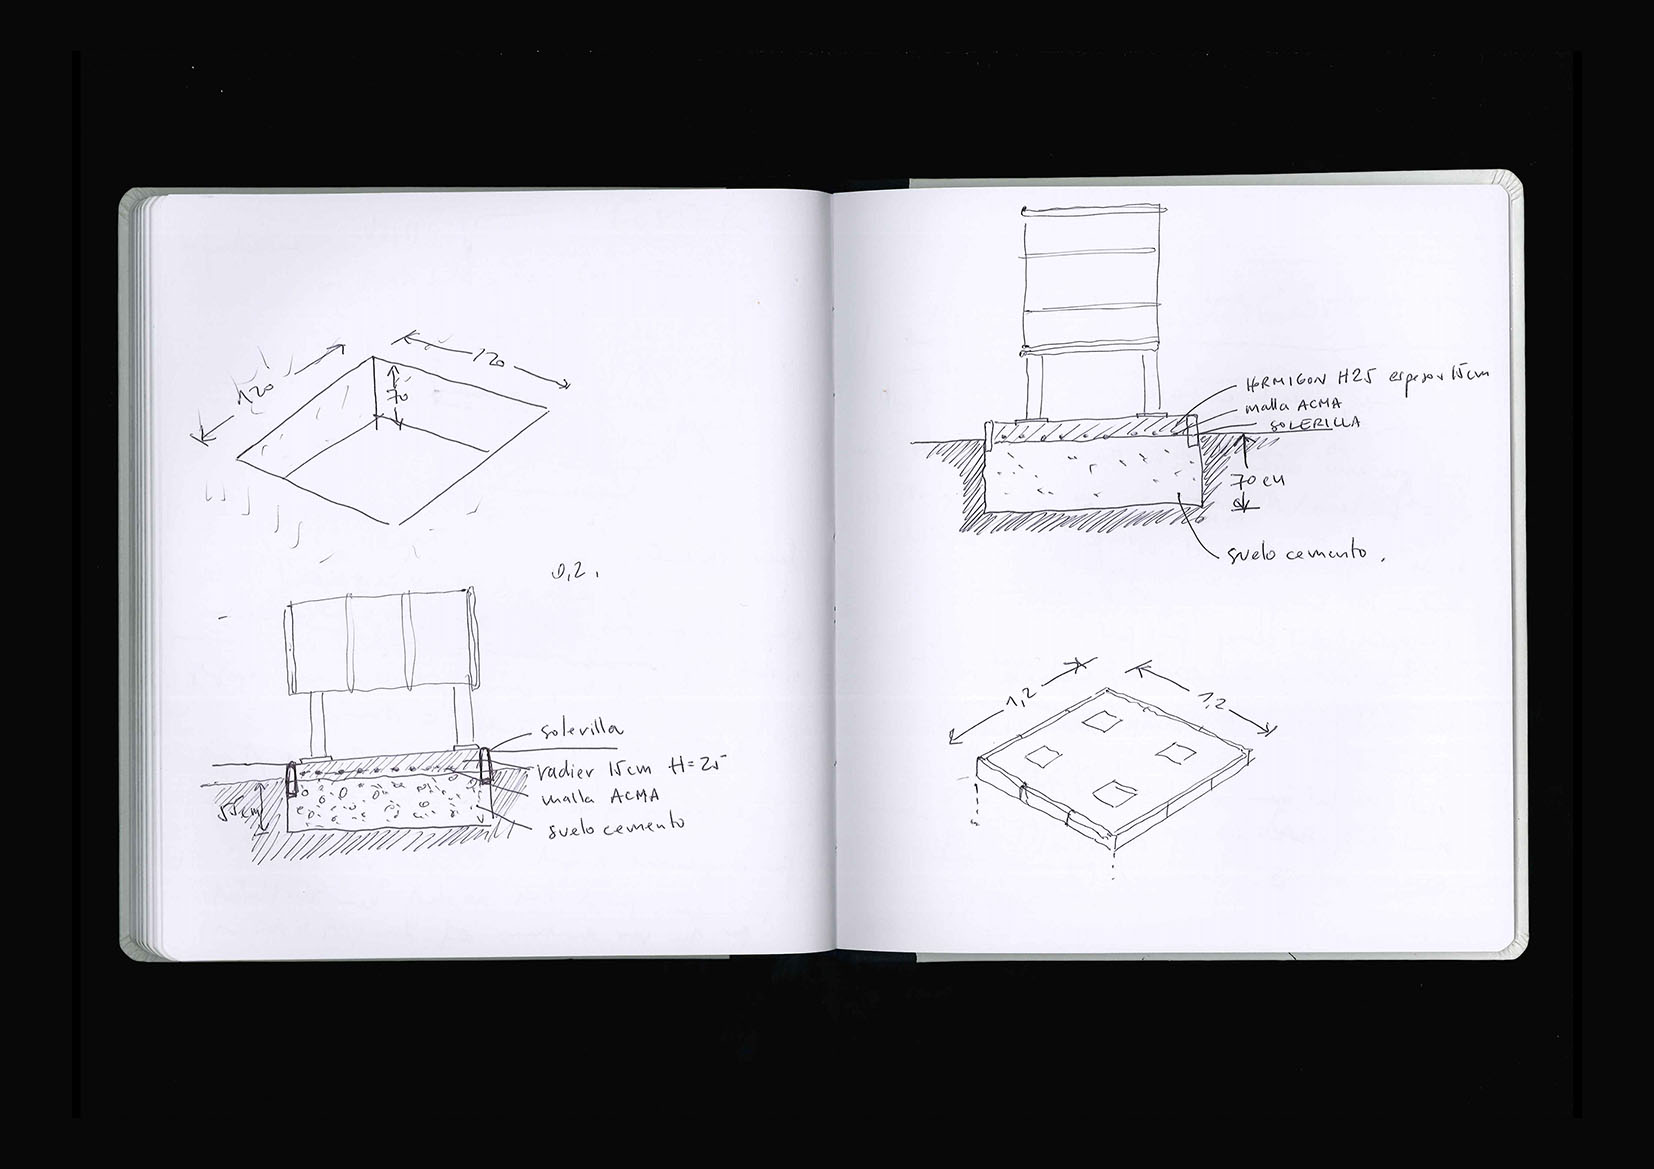 120
120
70
0,2.
solerilla
radier 15cm H=25
malla ACMA
suelo cemento
55cm
HORMIGON H25 espesor 15cm
malla ACMA
SOLERILLA
70 cm
suelo cemento.
1,2
1,2